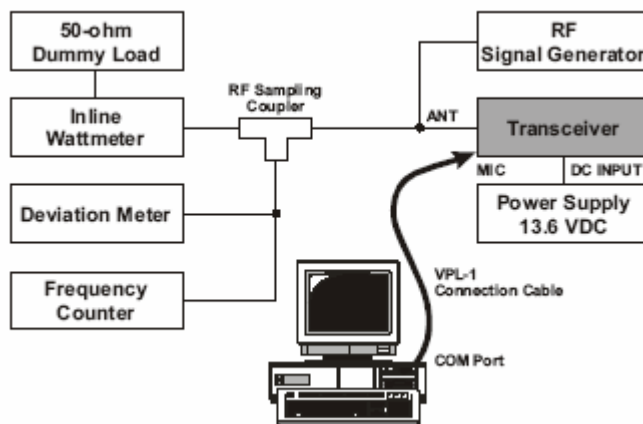 50-ohm
Dummy Load
RF
Signal Generator
RF Sampling
Coupler
Inline
Wattmeter
ANT
Transceiver
MIC
DC INPUT
Deviation Meter
Power Supply
13.6 VDC
Frequency
Counter
VPL-1
Connection Cable
COM Port